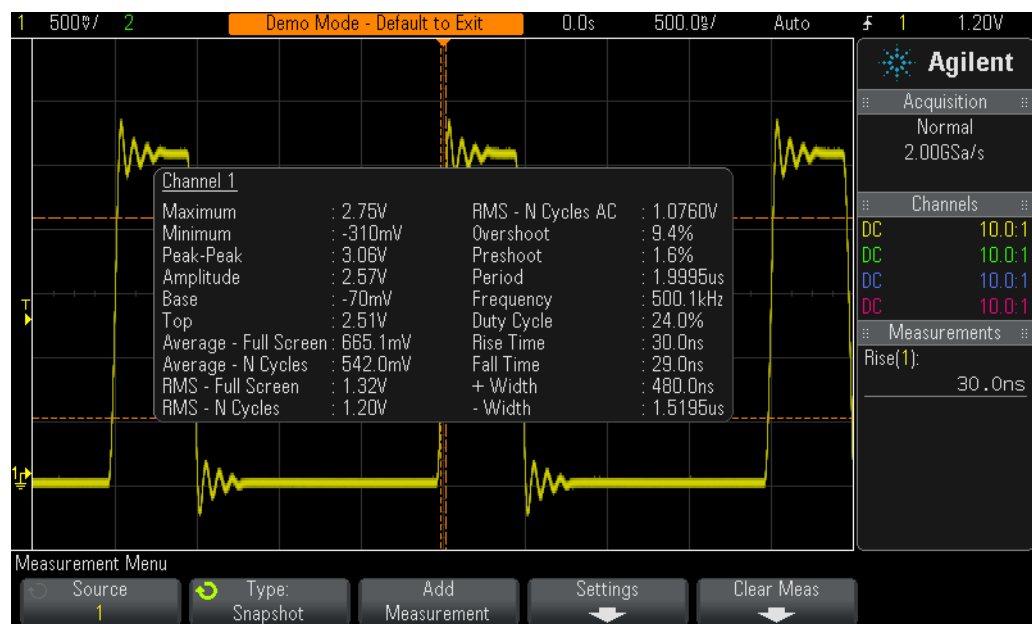 1 500mV/ 2 Demo Mode - Default to Exit 0.0s 500.0ns/ Auto 1 1.20V
Agilent
Acquisition
Normal
2.00GSa/s
Channels
DC 10.0:1
DC 10.0:1
DC 10.0:1
DC 10.0:1
Measurements
Rise(1):
30.0ns
T
1
Channel 1
Maximum : 2.75V
Minimum : -310mV
Peak-Peak : 3.06V
Amplitude : 2.57V
Base : -70mV
Top : 2.51V
Average - Full Screen : 665.1mV
Average - N Cycles : 542.0mV
RMS - Full Screen : 1.32V
RMS - N Cycles : 1.20V
RMS - N Cycles AC : 1.0760V
Overshoot : 9.4%
Preshoot : 1.6%
Period : 1.9995us
Frequency : 500.1kHz
Duty Cycle : 24.0%
Rise Time : 30.0ns
Fall Time : 29.0ns
+ Width : 480.0ns
- Width : 1.5195us
Measurement Menu
Source
1
Type:
Snapshot
Add
Measurement
Settings
Clear Meas